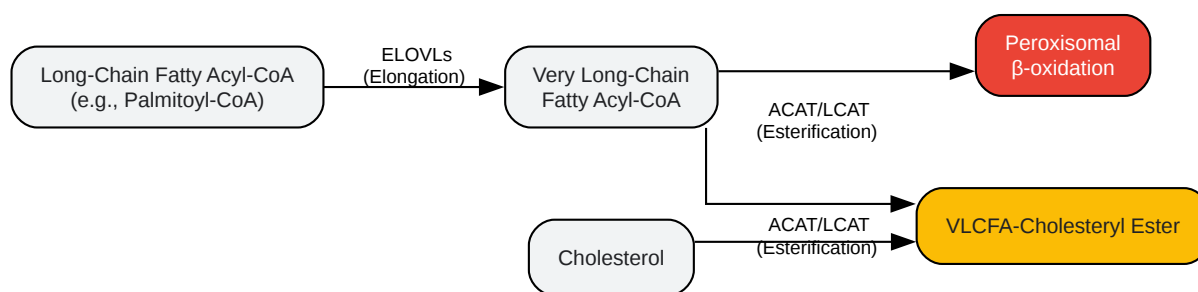 Long-Chain Fatty Acyl-CoA
(e.g., Palmitoyl-CoA)
ELOVLs
(Elongation)
Very Long-Chain
Fatty Acyl-CoA
Peroxisomal
β-oxidation
ACAT/LCAT
(Esterification)
Cholesterol
ACAT/LCAT
(Esterification)
VLCFA-Cholesteryl Ester